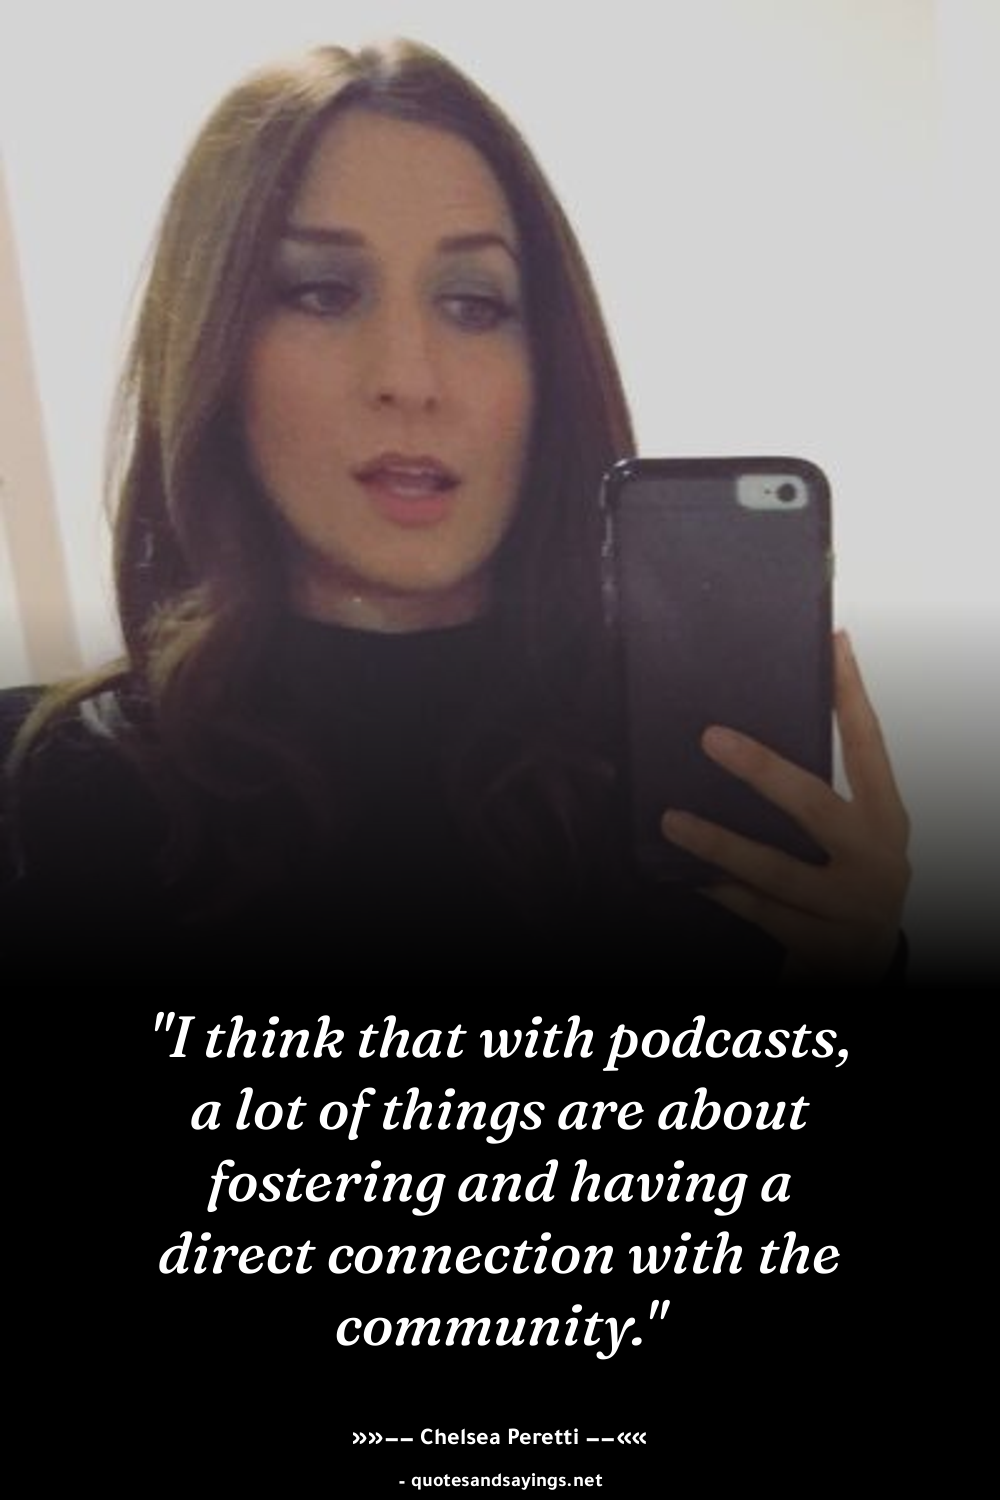 "I think that with podcasts,
a lot of things are about
fostering and having a
direct connection with the
community."
»»−− Chelsea Peretti −−««
- quotesandsayings.net